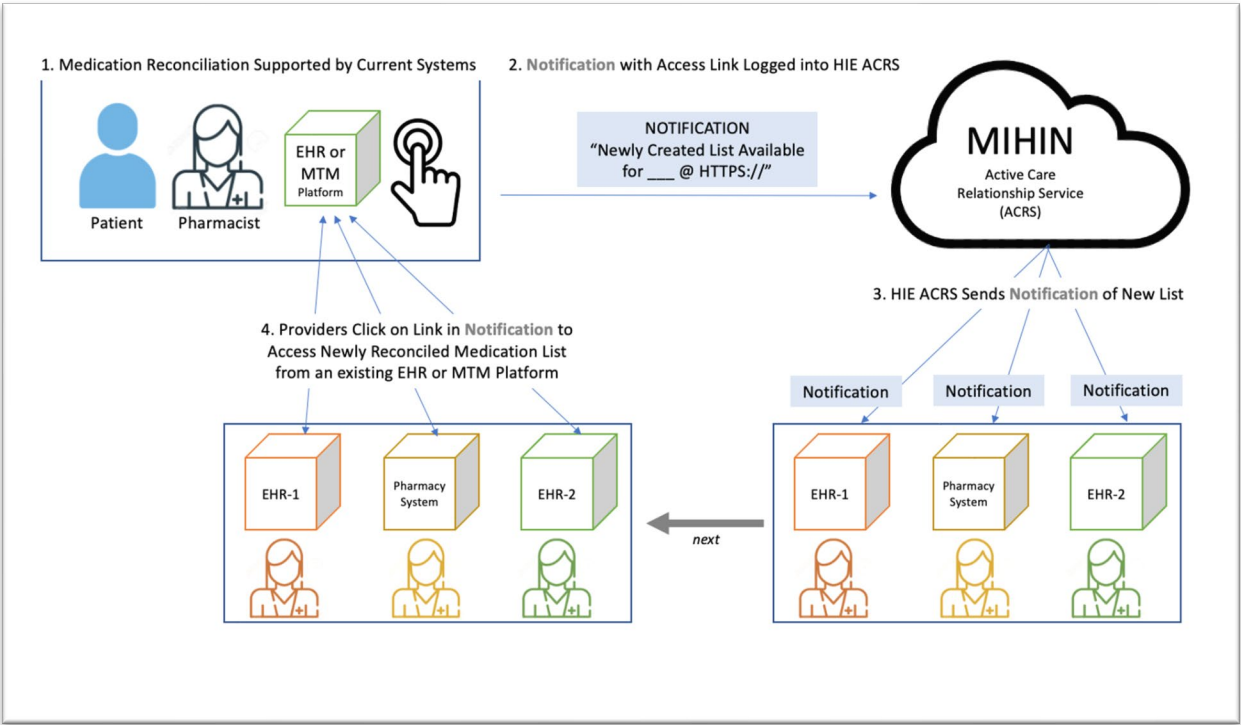 1. Medication Reconciliation Supported by Current Systems
2. Notification with Access Link Logged into HIE ACRS
EHR or
MTM
Platform
Patient
Pharmacist
NOTIFICATION
“Newly Created List Available
for ___ @ HTTPS://”
MIHIN
Active Care
Relationship Service
(ACRS)
3. HIE ACRS Sends Notification of New List
4. Providers Click on Link in Notification to
Access Newly Reconciled Medication List
from an existing EHR or MTM Platform
Notification
Notification
Notification
EHR-1
Pharmacy
System
EHR-2
next
EHR-1
Pharmacy
System
EHR-2